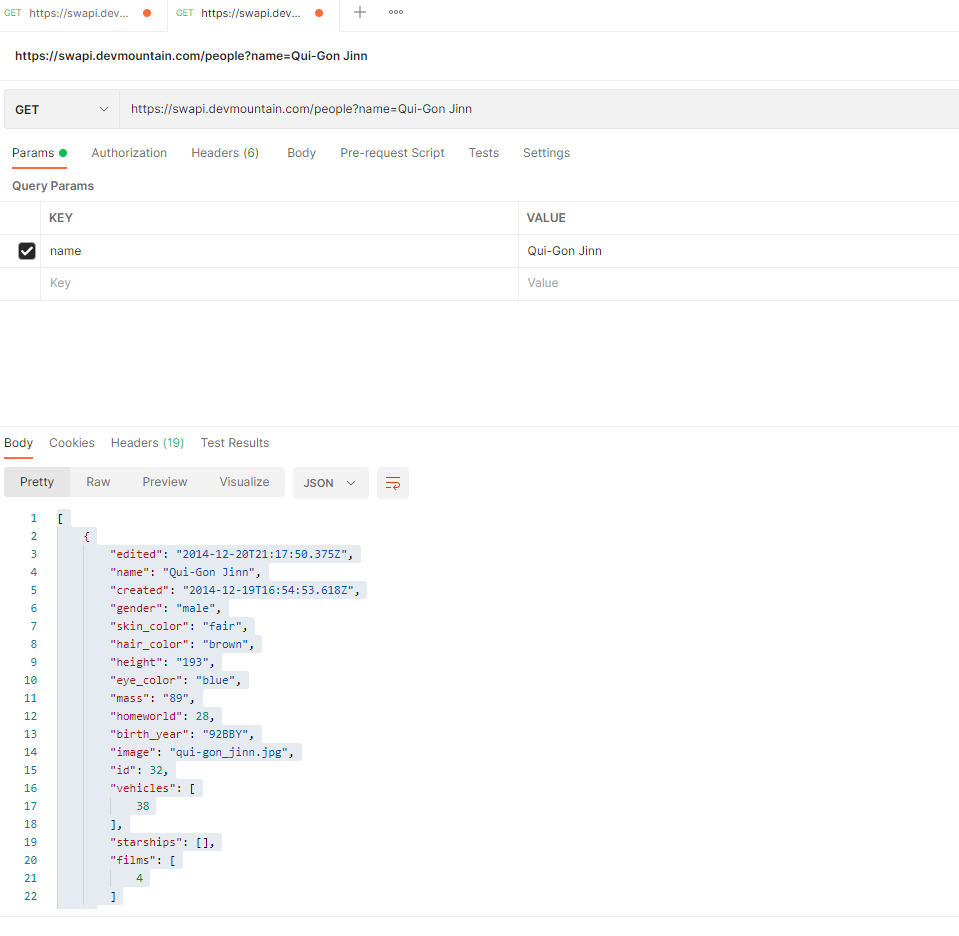 GET https://swapi.dev... GET https://swapi.dev...
https://swapi.devmountain.com/people?name=Qui-Gon Jinn
GET https://swapi.devmountain.com/people?name=Qui-Gon Jinn
Params Authorization Headers (6) Body Pre-request Script Tests Settings
Query Params
KEY VALUE
name Qui-Gon Jinn
Key Value
Body Cookies Headers (19) Test Results
Pretty Raw Preview Visualize JSON
1 [
2 {
3 "edited": "2014-12-20T21:17:50.375Z",
4 "name": "Qui-Gon Jinn",
5 "created": "2014-12-19T16:54:53.618Z",
6 "gender": "male",
7 "skin_color": "fair",
8 "hair_color": "brown",
9 "height": "193",
10 "eye_color": "blue",
11 "mass": "89",
12 "homeworld": 28,
13 "birth_year": "92BBY",
14 "image": "qui-gon_jinn.jpg",
15 "id": 32,
16 "vehicles": [
17 38
18 ],
19 "starships": [],
20 "films": [
21 4
22 ]